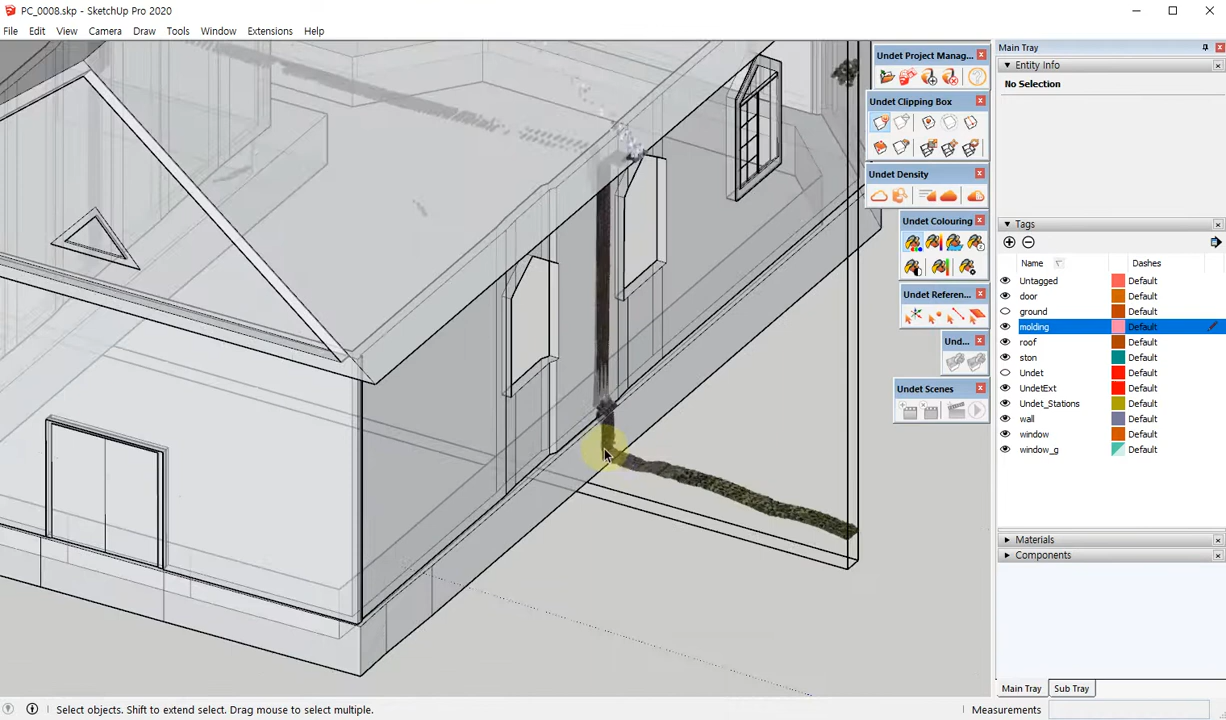 PC_0008.skp - SketchUp Pro 2020
File Edit View Camera Draw Tools Window Extensions Help
Undet Project Manag...
Undet Clipping Box
Undet Density
Undet Colouring
Undet Referen...
Und...
Undet Scenes
Main Tray
Entity Info
No Selection
Tags
Name Dashes
Untagged Default
door Default
ground Default
molding Default
roof Default
ston Default
Undet Default
UndetExt Default
Undet_Stations Default
wall Default
window Default
window_g Default
Materials
Components
Main Tray Sub Tray
Select objects. Shift to extend select. Drag mouse to select multiple.
Measurements